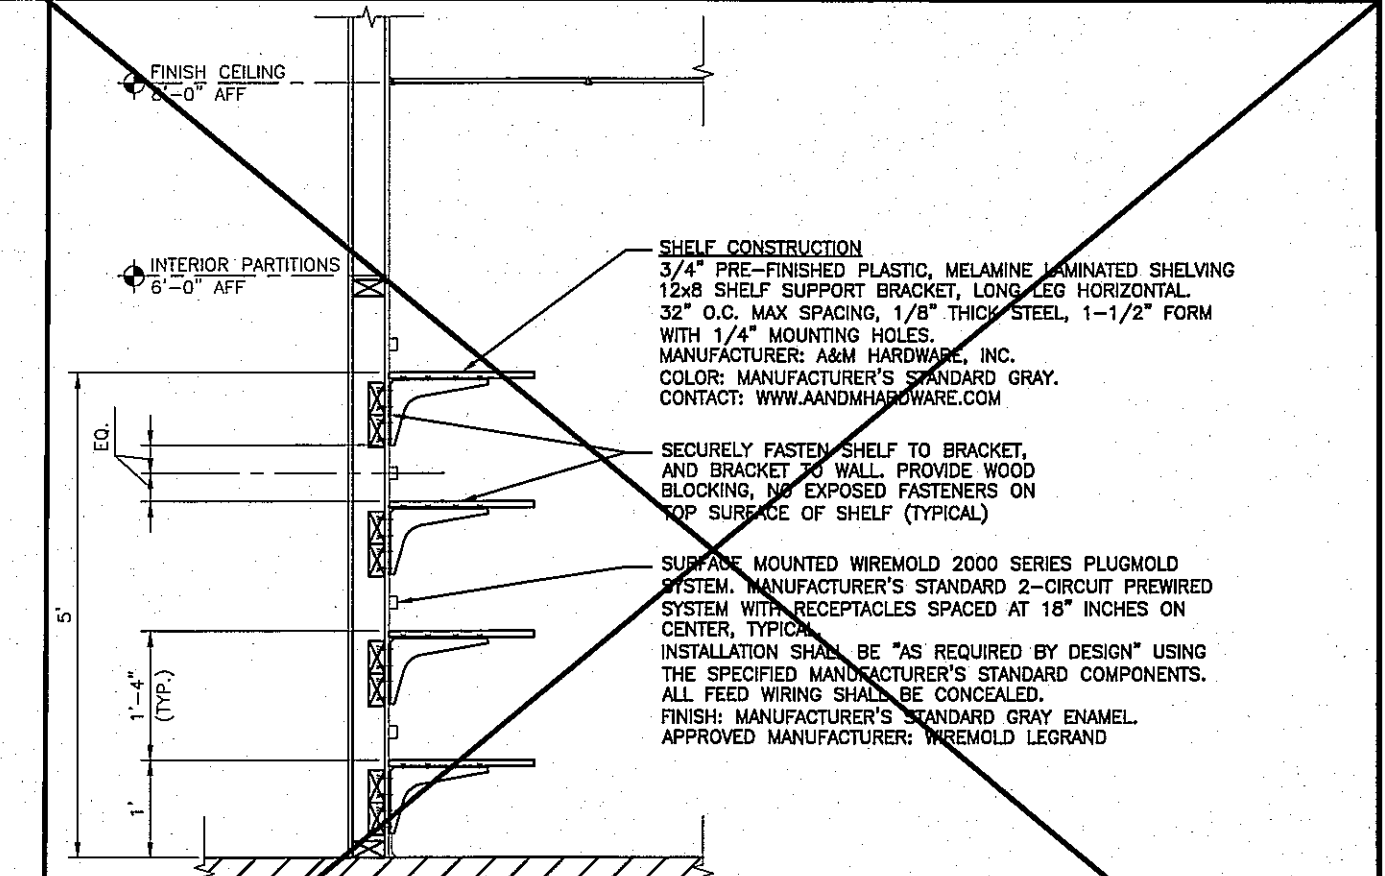 FINISH CEILING
8'-0" AFF
INTERIOR PARTITIONS
6'-0" AFF
SHELF CONSTRUCTION
3/4" PRE-FINISHED PLASTIC, MELAMINE LAMINATED SHELVING
12x8 SHELF SUPPORT BRACKET, LONG LEG HORIZONTAL.
32" O.C. MAX SPACING, 1/8" THICK STEEL, 1-1/2" FORM
WITH 1/4" MOUNTING HOLES.
MANUFACTURER: A&M HARDWARE, INC.
COLOR: MANUFACTURER'S STANDARD GRAY.
CONTACT: WWW.AANDMHARDWARE.COM
EQ.
SECURELY FASTEN SHELF TO BRACKET,
AND BRACKET TO WALL. PROVIDE WOOD
BLOCKING, NO EXPOSED FASTENERS ON
TOP SURFACE OF SHELF (TYPICAL)
SURFACE MOUNTED WIREMOLD 2000 SERIES PLUGMOLD
SYSTEM. MANUFACTURER'S STANDARD 2-CIRCUIT PREWIRED
SYSTEM WITH RECEPTACLES SPACED AT 18" INCHES ON
CENTER, TYPICAL.
INSTALLATION SHALL BE "AS REQUIRED BY DESIGN" USING
THE SPECIFIED MANUFACTURER'S STANDARD COMPONENTS.
ALL FEED WIRING SHALL BE CONCEALED.
FINISH: MANUFACTURER'S STANDARD GRAY ENAMEL.
APPROVED MANUFACTURER: WIREMOLD LEGRAND
5'
1'-4"
(TYP.)
1'